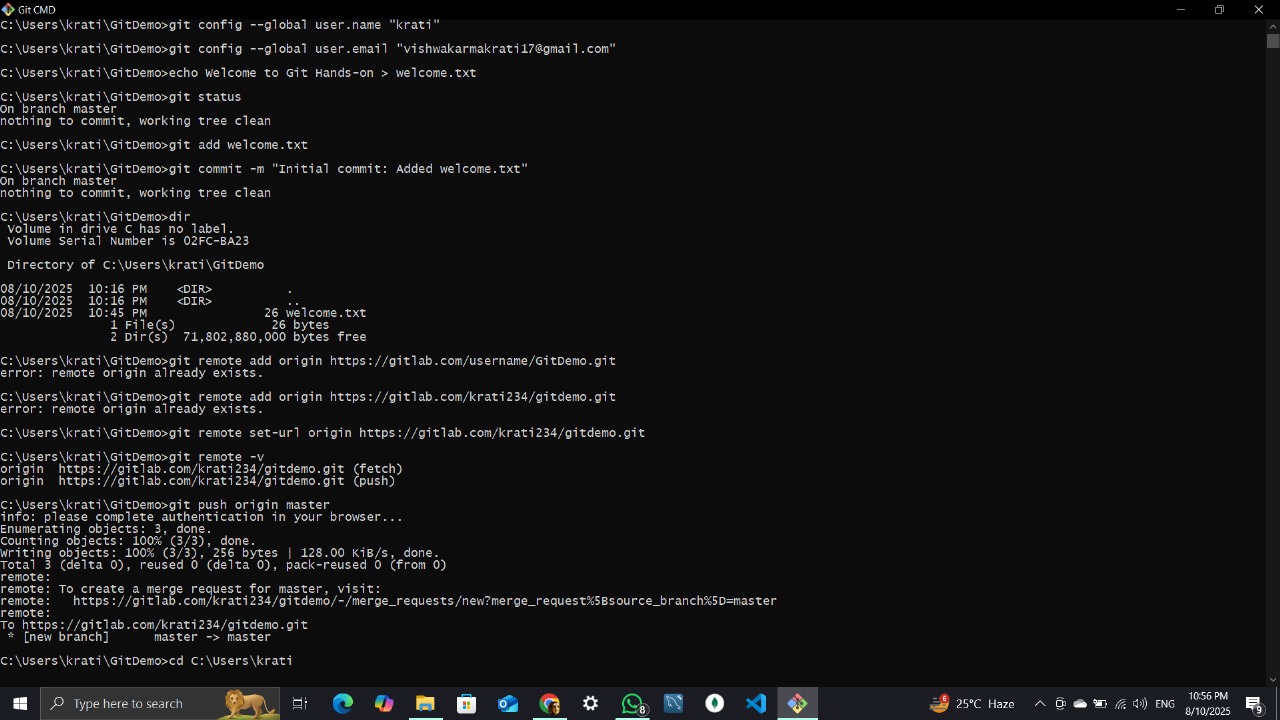 Git CMD
C:\Users\krati\GitDemo>git config --global user.name "krati"
C:\Users\krati\GitDemo>git config --global user.email "vishwakarmakrati17@gmail.com"
C:\Users\krati\GitDemo>echo Welcome to Git Hands-on > welcome.txt
C:\Users\krati\GitDemo>git status
On branch master
nothing to commit, working tree clean
C:\Users\krati\GitDemo>git add welcome.txt
C:\Users\krati\GitDemo>git commit -m "Initial commit: Added welcome.txt"
On branch master
nothing to commit, working tree clean
C:\Users\krati\GitDemo>dir
Volume in drive C has no label.
Volume Serial Number is 02FC-BA23
Directory of C:\Users\krati\GitDemo
08/10/2025  10:16 PM    <DIR>          .
08/10/2025  10:16 PM    <DIR>          ..
08/10/2025  10:45 PM                26 welcome.txt
1 File(s)             26 bytes
2 Dir(s)  71,802,880,000 bytes free
C:\Users\krati\GitDemo>git remote add origin https://gitlab.com/username/GitDemo.git
error: remote origin already exists.
C:\Users\krati\GitDemo>git remote add origin https://gitlab.com/krati234/gitdemo.git
error: remote origin already exists.
C:\Users\krati\GitDemo>git remote set-url origin https://gitlab.com/krati234/gitdemo.git
C:\Users\krati\GitDemo>git remote -v
origin  https://gitlab.com/krati234/gitdemo.git (fetch)
origin  https://gitlab.com/krati234/gitdemo.git (push)
C:\Users\krati\GitDemo>git push origin master
info: please complete authentication in your browser...
Enumerating objects: 3, done.
Counting objects: 100% (3/3), done.
Writing objects: 100% (3/3), 256 bytes | 128.00 KiB/s, done.
Total 3 (delta 0), reused 0 (delta 0), pack-reused 0 (from 0)
remote:
remote: To create a merge request for master, visit:
remote:   https://gitlab.com/krati234/gitdemo/-/merge_requests/new?merge_request%5Bsource_branch%5D=master
remote:
To https://gitlab.com/krati234/gitdemo.git
* [new branch]      master -> master
C:\Users\krati\GitDemo>cd C:\Users\krati
Type here to search
8
6
25°C Haze
ENG
10:56 PM
8/10/2025
9